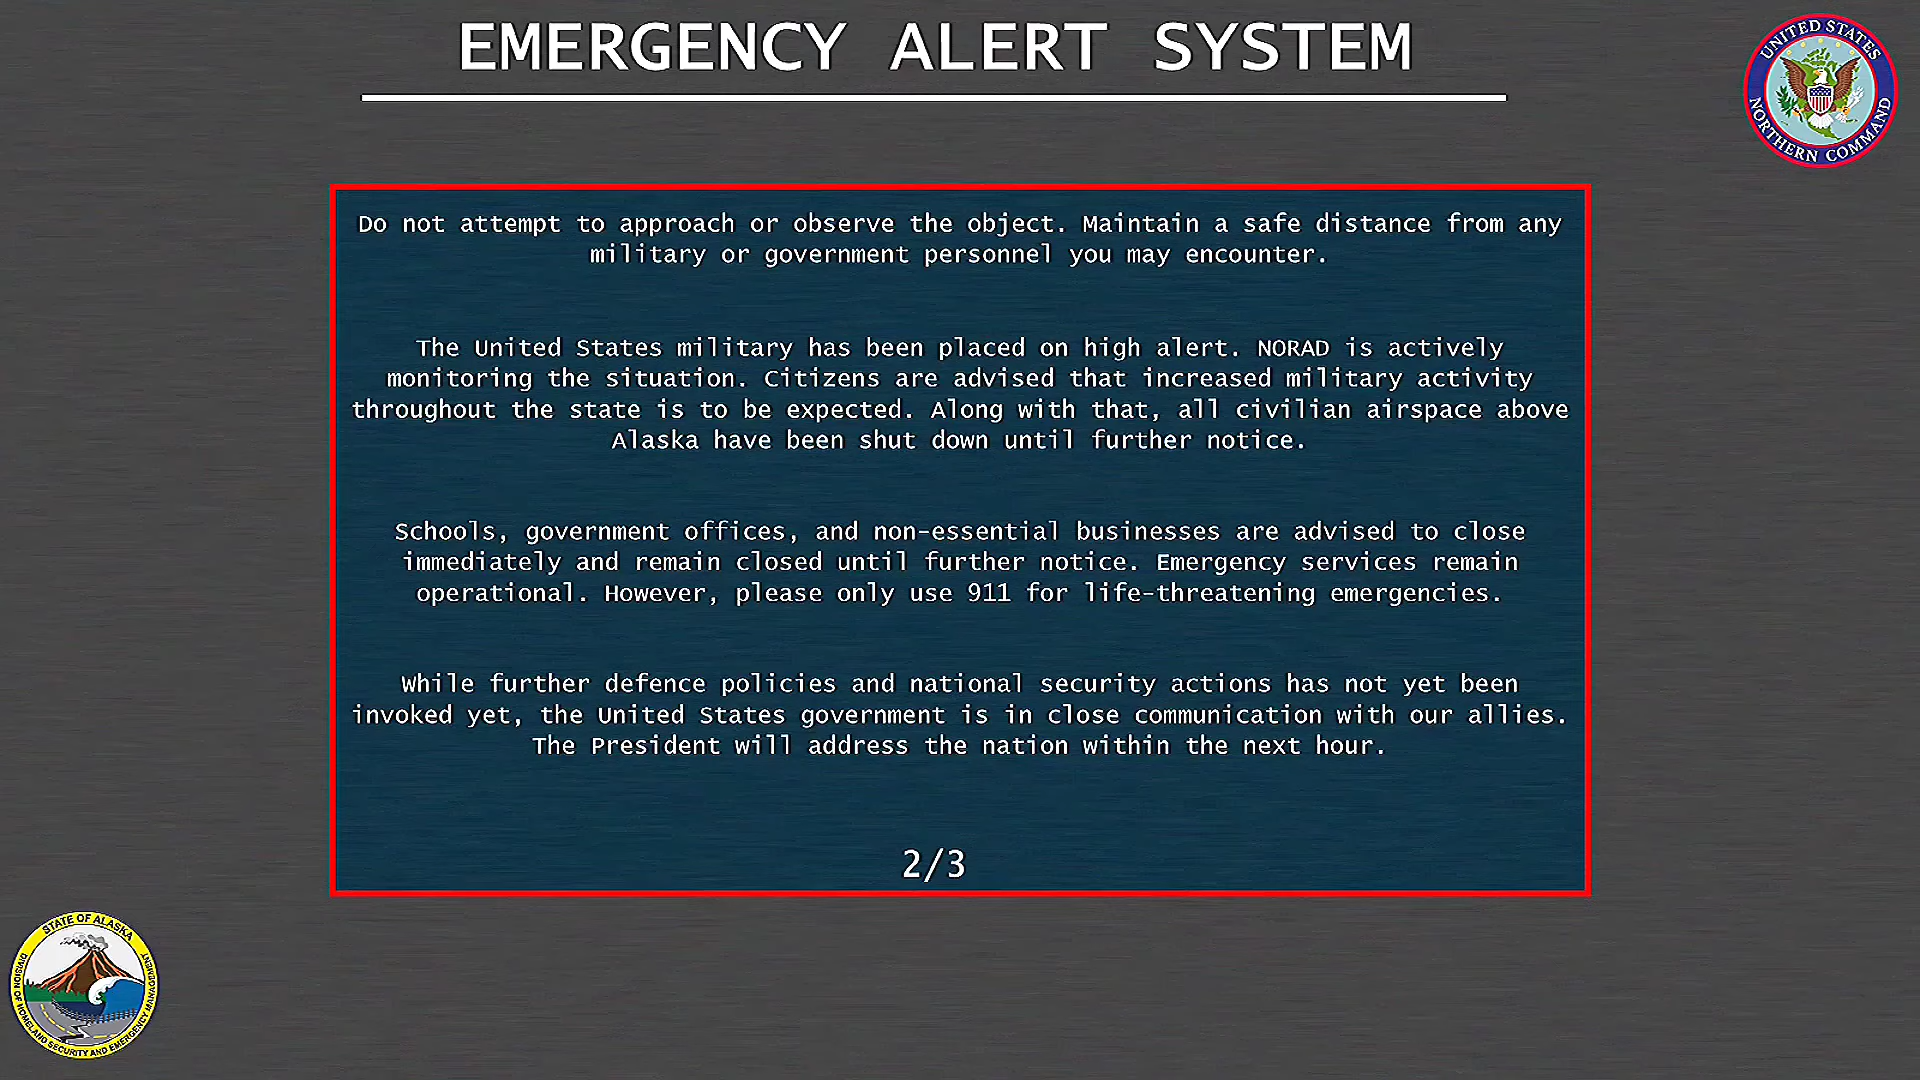 EMERGENCY ALERT SYSTEM
UNITED STATES
NORTHERN COMMAND
Do not attempt to approach or observe the object. Maintain a safe distance from any
military or government personnel you may encounter.
The United States military has been placed on high alert. NORAD is actively
monitoring the situation. Citizens are advised that increased military activity
throughout the state is to be expected. Along with that, all civilian airspace above
Alaska have been shut down until further notice.
Schools, government offices, and non-essential businesses are advised to close
immediately and remain closed until further notice. Emergency services remain
operational. However, please only use 911 for life-threatening emergencies.
While further defence policies and national security actions has not yet been
invoked yet, the United States government is in close communication with our allies.
The President will address the nation within the next hour.
2/3
STATE OF ALASKA
DIVISION OF HOMELAND SECURITY AND EMERGENCY MANAGEMENT